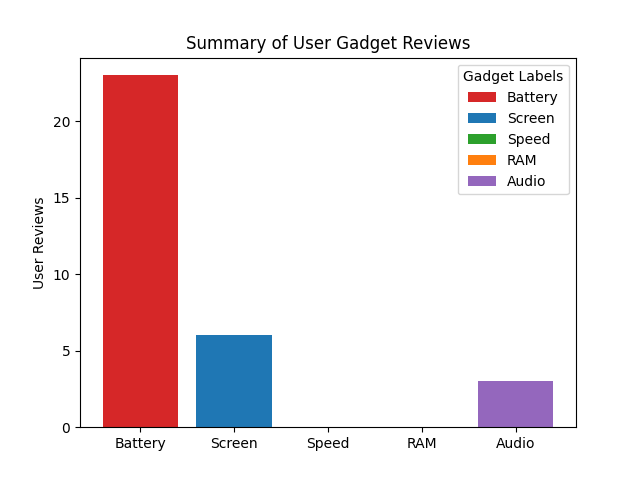 Summary of User Gadget Reviews
User Reviews
20
15
10
5
0
Battery
Screen
Speed
RAM
Audio
Gadget Labels
Battery
Screen
Speed
RAM
Audio